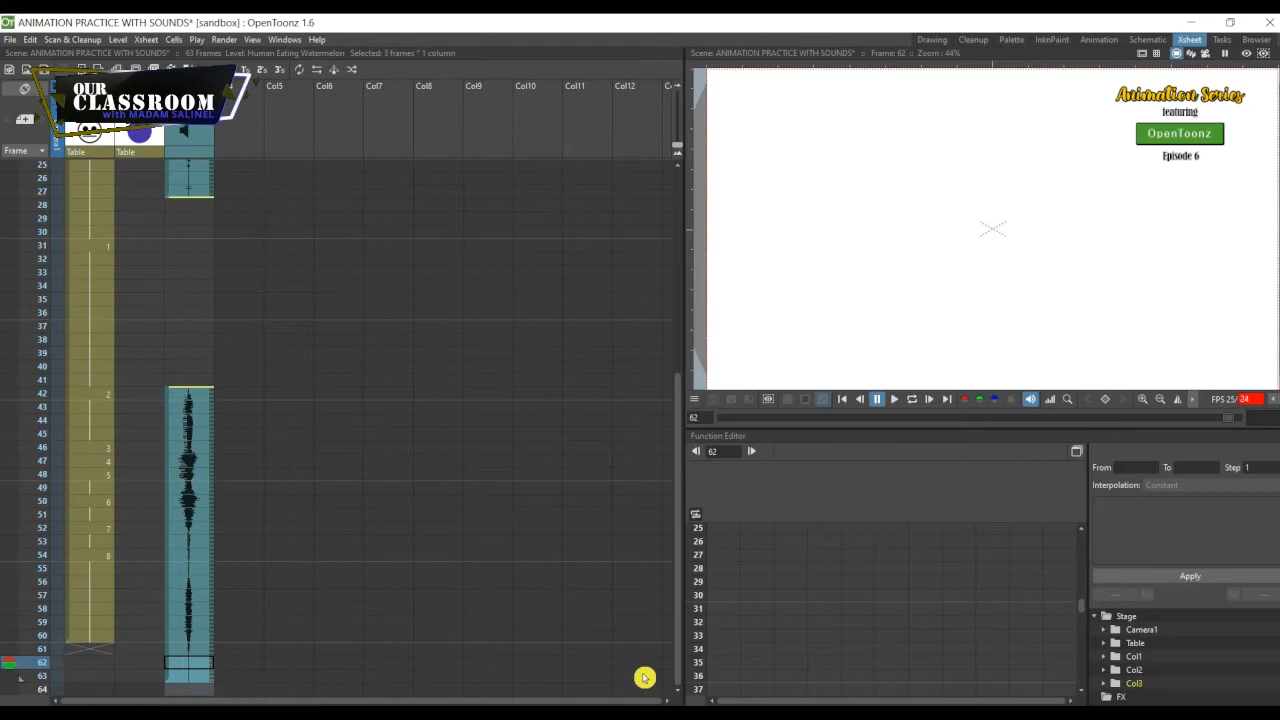 ANIMATION PRACTICE WITH SOUNDS* [sandbox] : OpenToonz 1.6
File Edit Scan & Cleanup Level Xsheet Cells Play Render View Windows Help
Drawing Cleanup Palette InknPaint Animation Schematic Xsheet Tasks Browser
Scene: ANIMATION PRACTICE WITH SOUNDS* :: 63 Frames Level: Human Eating Watermelon Selected: 3 frames * 1 column
Scene: ANIMATION PRACTICE WITH SOUNDS* :: Frame: 62 :: Zoom : 44%
2's 3's
Col5 Col6 Col7 Col8 Col9 Col10 Col11 Col12
OUR
CLASSROOM
with MADAM SALINEL
Animation Series
featuring
OpenToonz
Episode 6
Frame Table Table
25
26
27
28
29
30
31 1
32
33
34
35
36
37
38
39
40
41
42 2
43
44
45
46 3
47 4
48 5
49
50 6
51
52 7
53
54 8
55
56
57
58
59
60
61
62
63
64
FPS 25/ 24
62
Function Editor
62
From To Step 1
Interpolation: Constant
Apply
25
26
27
28
29
30
31
32
33
34
35
36
37
Stage
Camera1
Table
Col1
Col2
Col3
FX